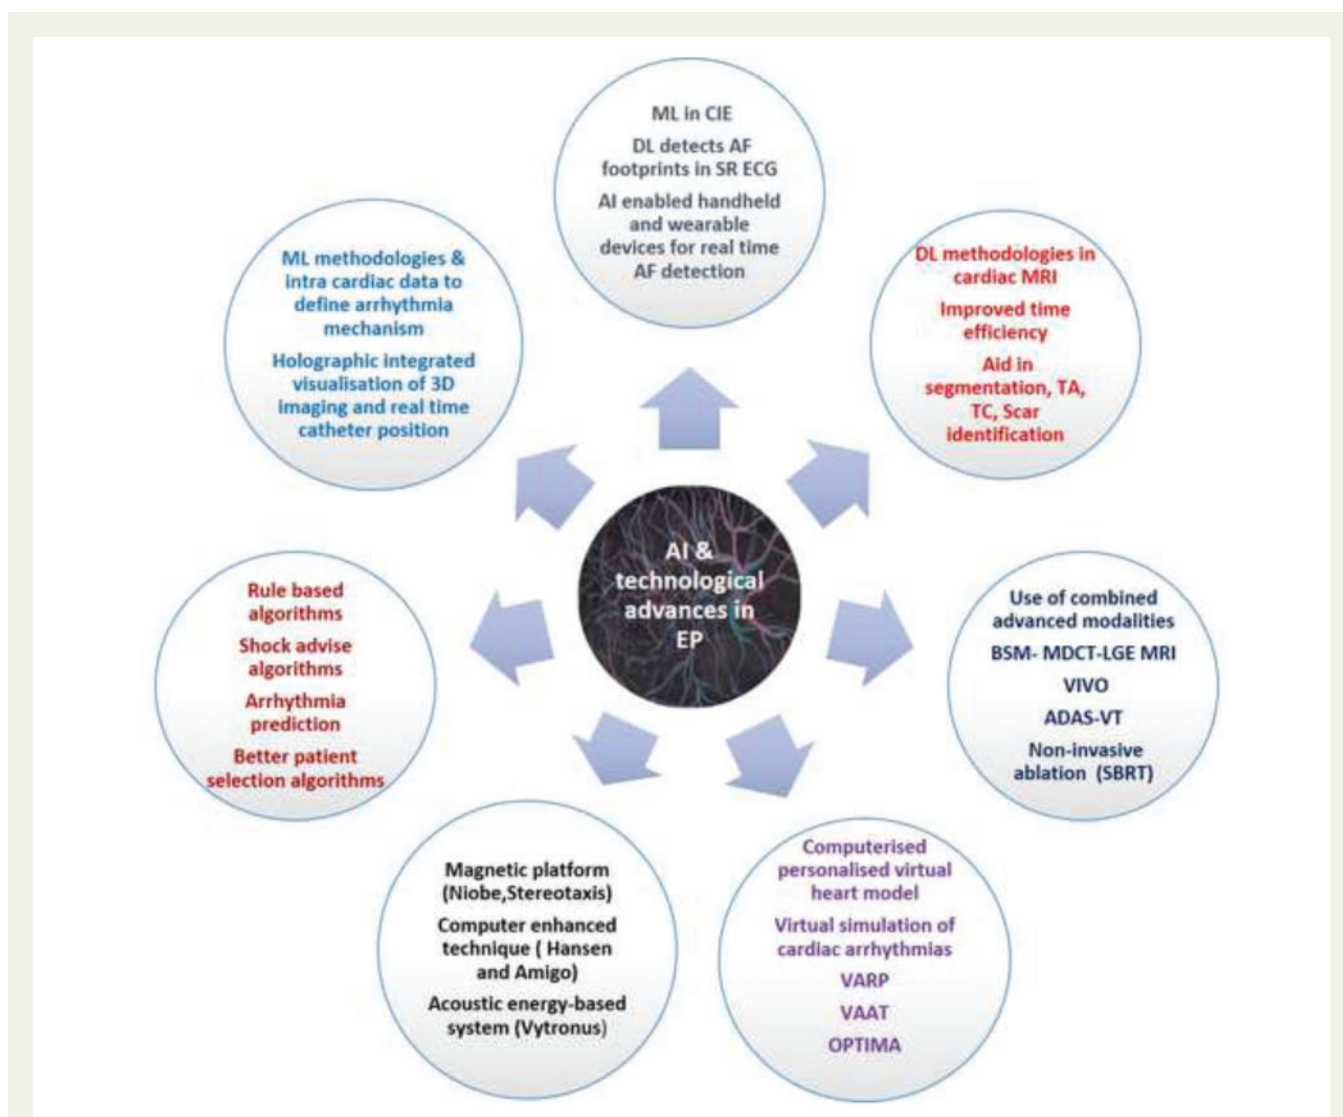 ML in CIE
DL detects AF
footprints in SR ECG
AI enabled handheld
and wearable
devices for real time
AF detection
ML methodologies &
intra cardiac data to
define arrhythmia
mechanism
Holographic integrated
visualisation of 3D
imaging and real time
catheter position
DL methodologies in
cardiac MRI
Improved time
efficiency
Aid in
segmentation, TA,
TC, Scar
identification
AI &
technological
advances in
EP
Rule based
algorithms
Shock advise
algorithms
Arrhythmia
prediction
Better patient
selection algorithms
Use of combined
advanced modalities
BSM- MDCT-LGE MRI
VIVO
ADAS-VT
Non-invasive
ablation (SBRT)
Magnetic platform
(Niobe,Stereotaxis)
Computer enhanced
technique ( Hansen
and Amigo)
Acoustic energy-based
system (Vytronus)
Computerised
personalised virtual
heart model
Virtual simulation of
cardiac arrhythmias
VARP
VAAT
OPTIMA